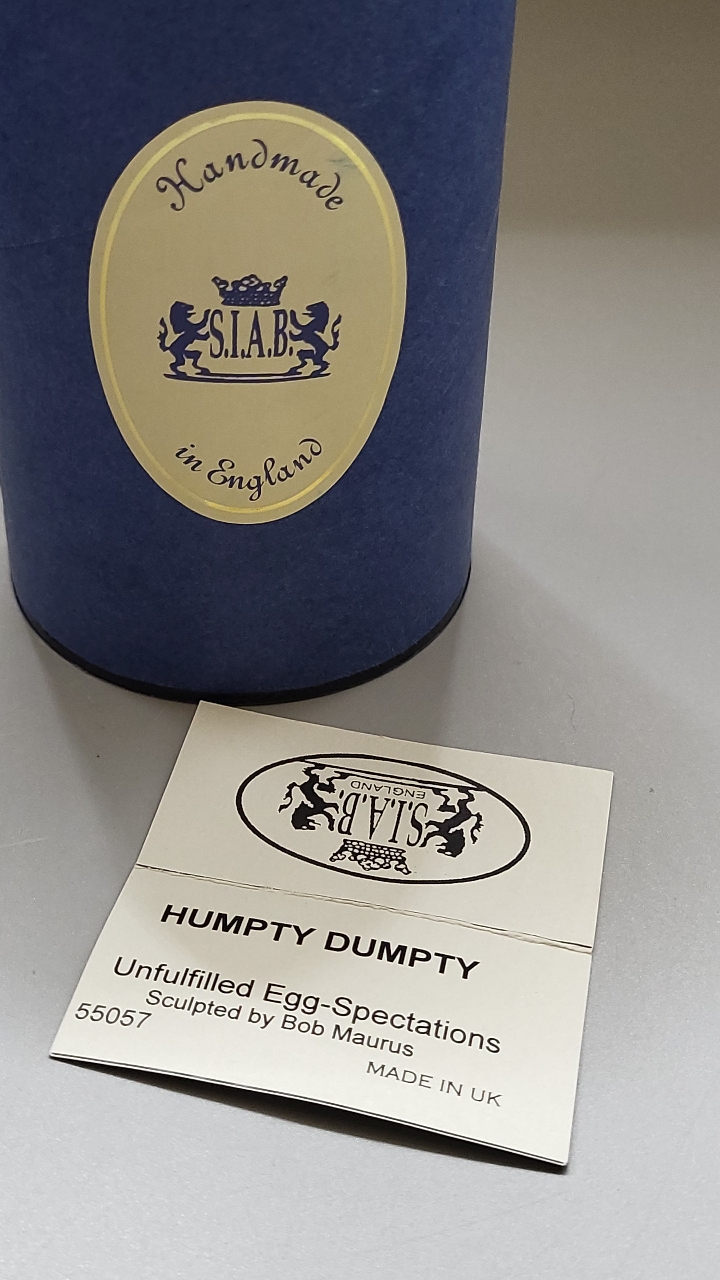 Handmade
S.I.A.B.
in England
S.I.A.B.
ENGLAND
HUMPTY DUMPTY
Unfulfilled Egg-Spectations
Sculpted by Bob Maurus
55057
MADE IN UK